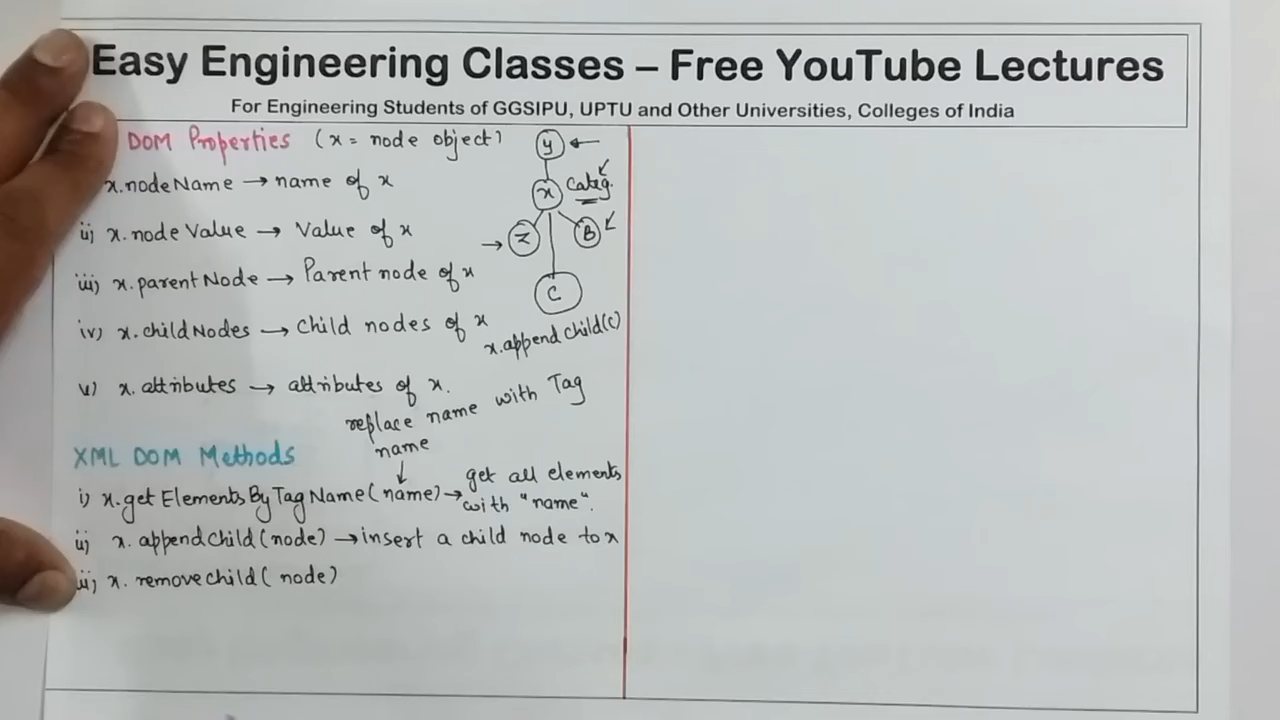 Easy Engineering Classes – Free YouTube Lectures
For Engineering Students of GGSIPU, UPTU and Other Universities, Colleges of India
DOM Properties (x = node object)
x.nodeName → name of x
ii) x.nodeValue → Value of x
iii) x.parentNode → Parent node of x
iv) x.childNodes → Child nodes of x
v) x.attributes → attributes of x.
y ←
x Categ.
→ Z B
C
x.appendChild(C)
replace name with Tag
name
↓
XML DOM Methods
i) x.getElementsByTagName(name) → get all elements
with "name".
ii) x.appendChild(node) → insert a child node to x
iii) x.removeChild(node)